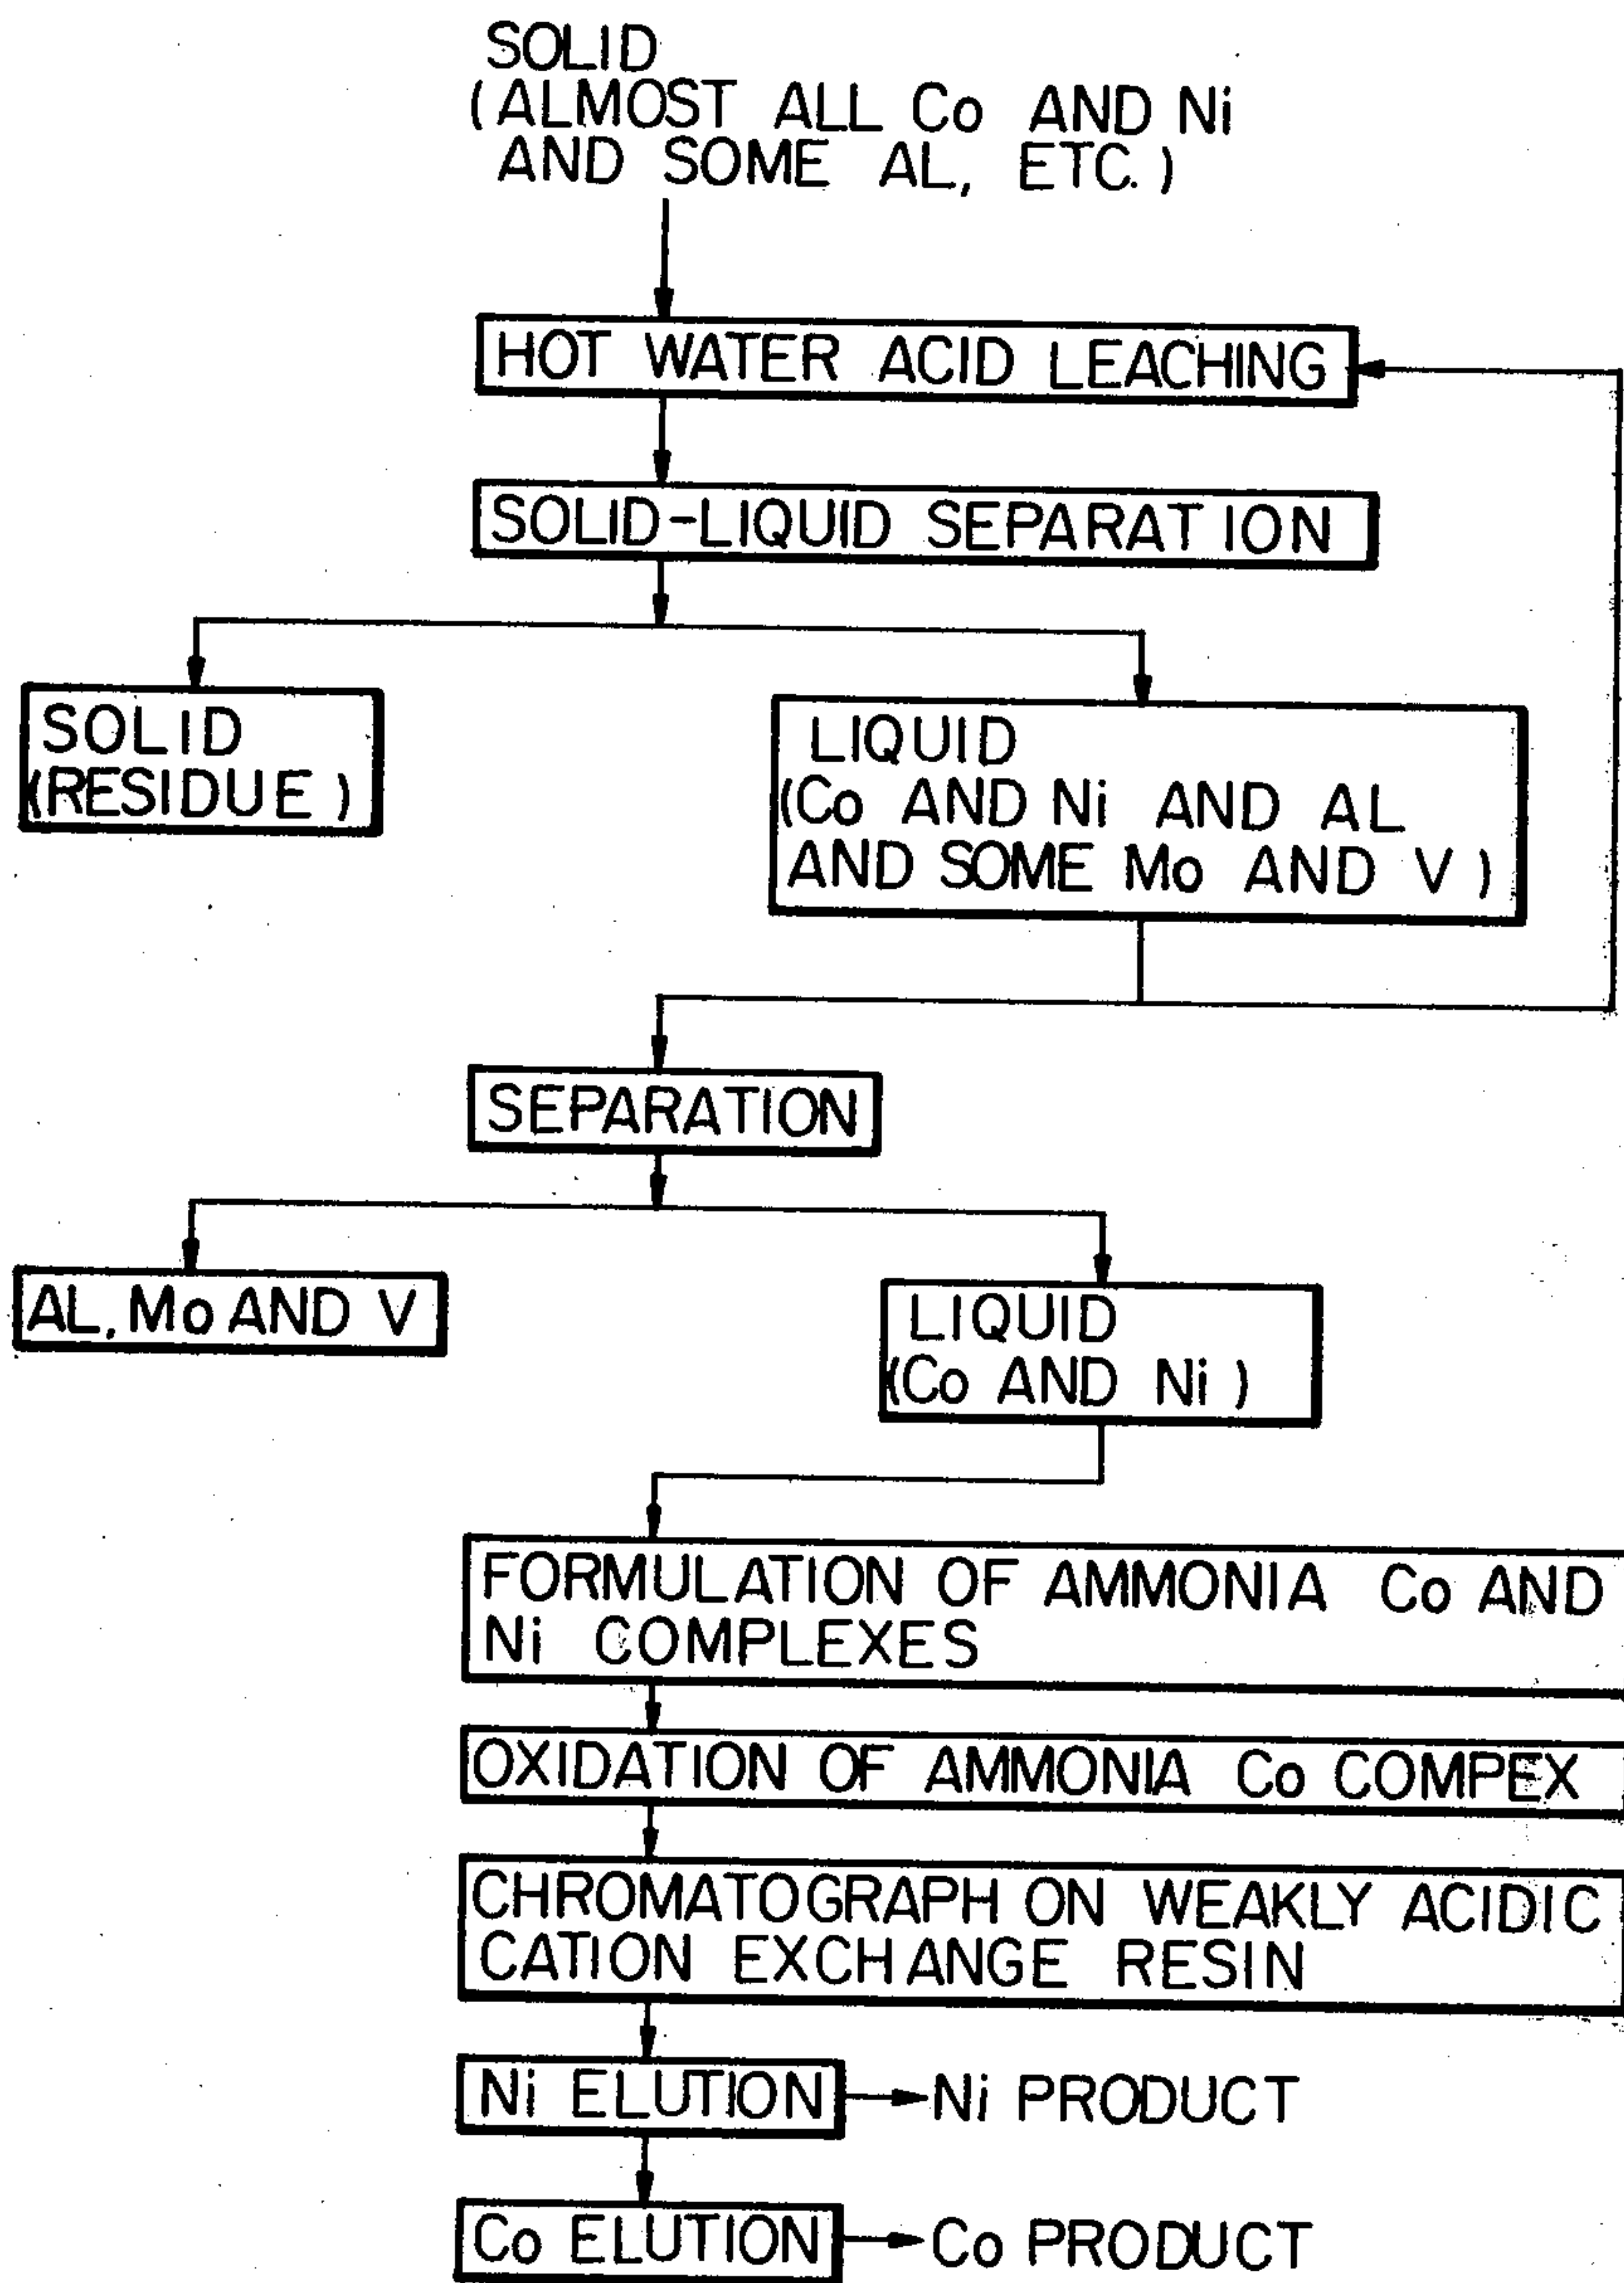 SOLID
(ALMOST ALL Co AND Ni
AND SOME AL, ETC.)
HOT WATER ACID LEACHING
SOLID-LIQUID SEPARATION
SOLID
(RESIDUE)
LIQUID
(Co AND Ni AND AL
AND SOME Mo AND V)
SEPARATION
AL, Mo AND V
LIQUID
(Co AND Ni)
FORMULATION OF AMMONIA Co AND
Ni COMPLEXES
OXIDATION OF AMMONIA Co COMPEX
CHROMATOGRAPH ON WEAKLY ACIDIC
CATION EXCHANGE RESIN
Ni ELUTION
Ni PRODUCT
Co ELUTION
Co PRODUCT